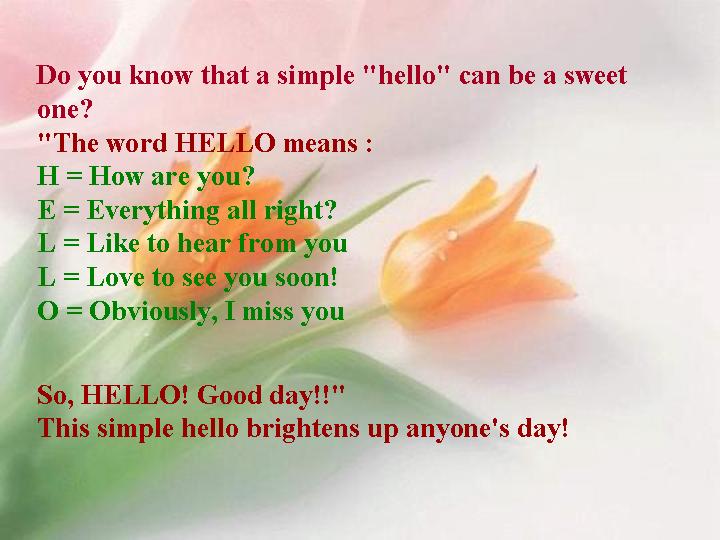 Do you know that a simple "hello" can be a sweet
one?
"The word HELLO means :
H = How are you?
E = Everything all right?
L = Like to hear from you
L = Love to see you soon!
O = Obviously, I miss you
So, HELLO! Good day!!"
This simple hello brightens up anyone's day!